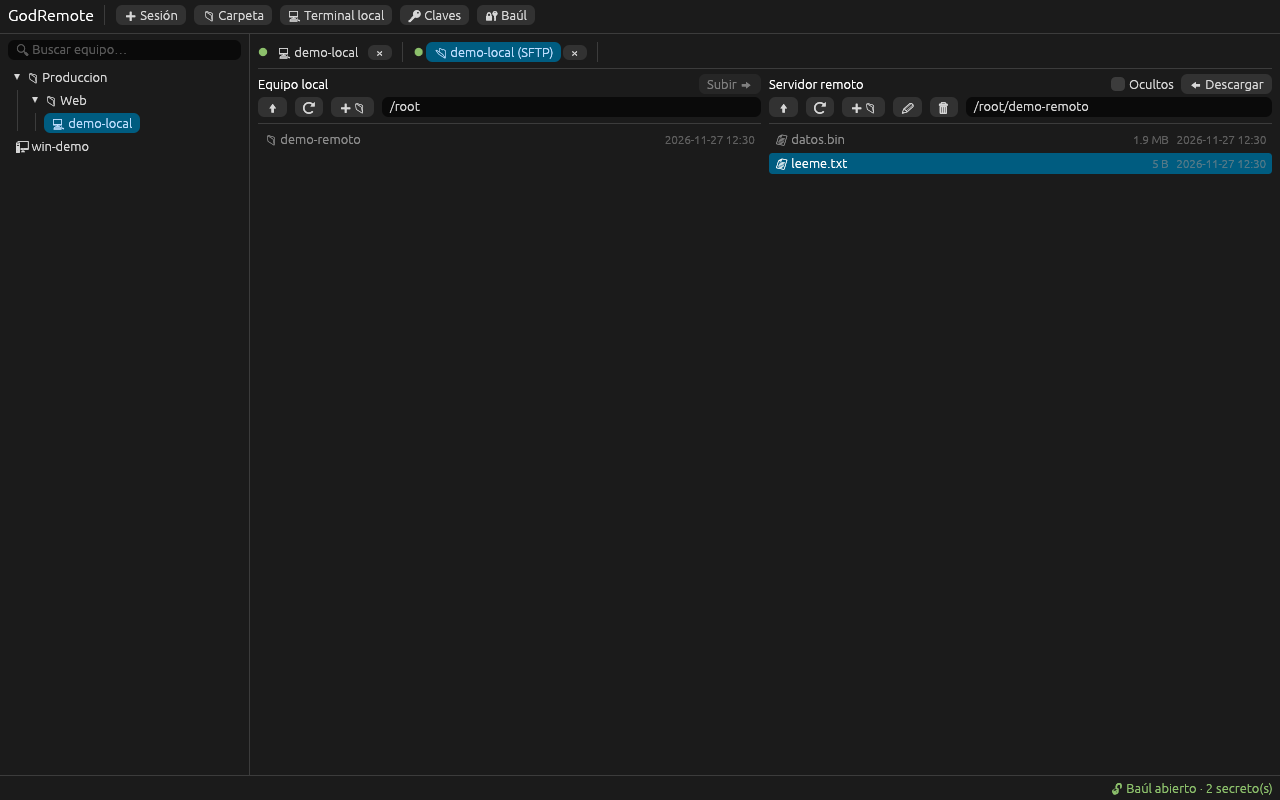 GodRemote + Sesión Carpeta Terminal local Claves Baúl
Buscar equipo...
Produccion
Web
demo-local
win-demo
demo-local × demo-local (SFTP) ×
Equipo local Subir
/root
demo-remoto 2026-11-27 12:30
Servidor remoto Ocultos Descargar
/root/demo-remoto
datos.bin 1.9 MB 2026-11-27 12:30
leeme.txt 5 B 2026-11-27 12:30
Baúl abierto · 2 secreto(s)